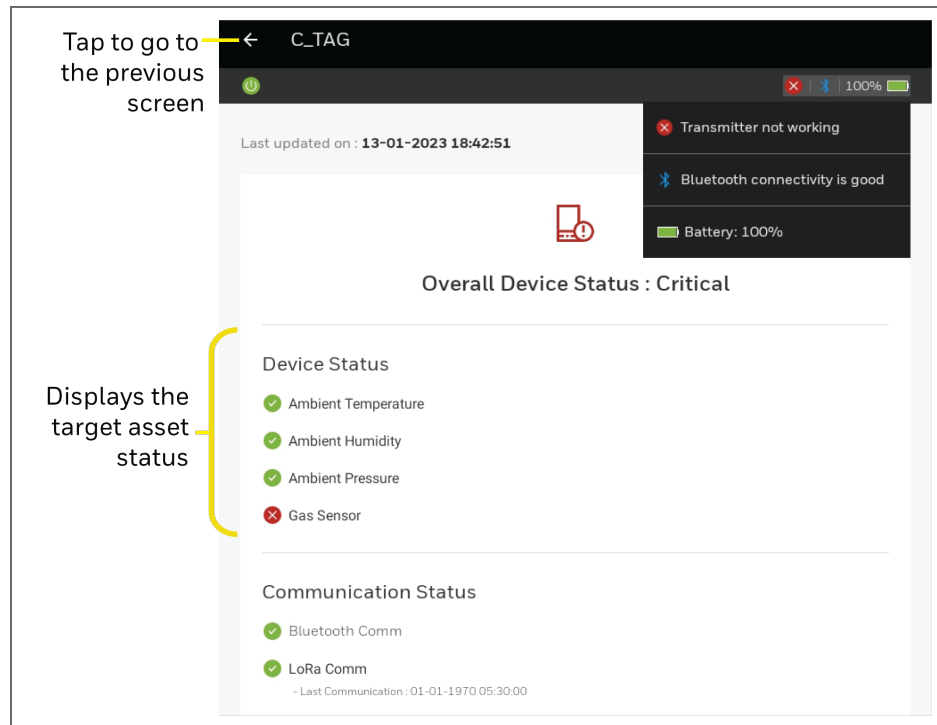 Tap to go to
the previous
screen
C_TAG
100%
Transmitter not working
Last updated on : 13-01-2023 18:42:51
Bluetooth connectivity is good
Battery: 100%
Overall Device Status : Critical
Displays the
target asset
status
Device Status
Ambient Temperature
Ambient Humidity
Ambient Pressure
Gas Sensor
Communication Status
Bluetooth Comm
LoRa Comm
- Last Communication : 01-01-1970 05:30:00